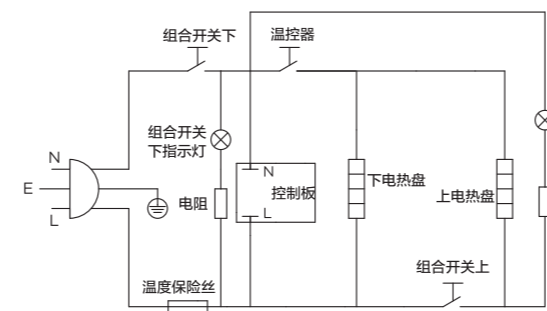 组合开关下
温控器
组合开关
下指示灯
N
E
L
电阻
N
控制板
L
下电热盘
上电热盘
组合开关上
温度保险丝